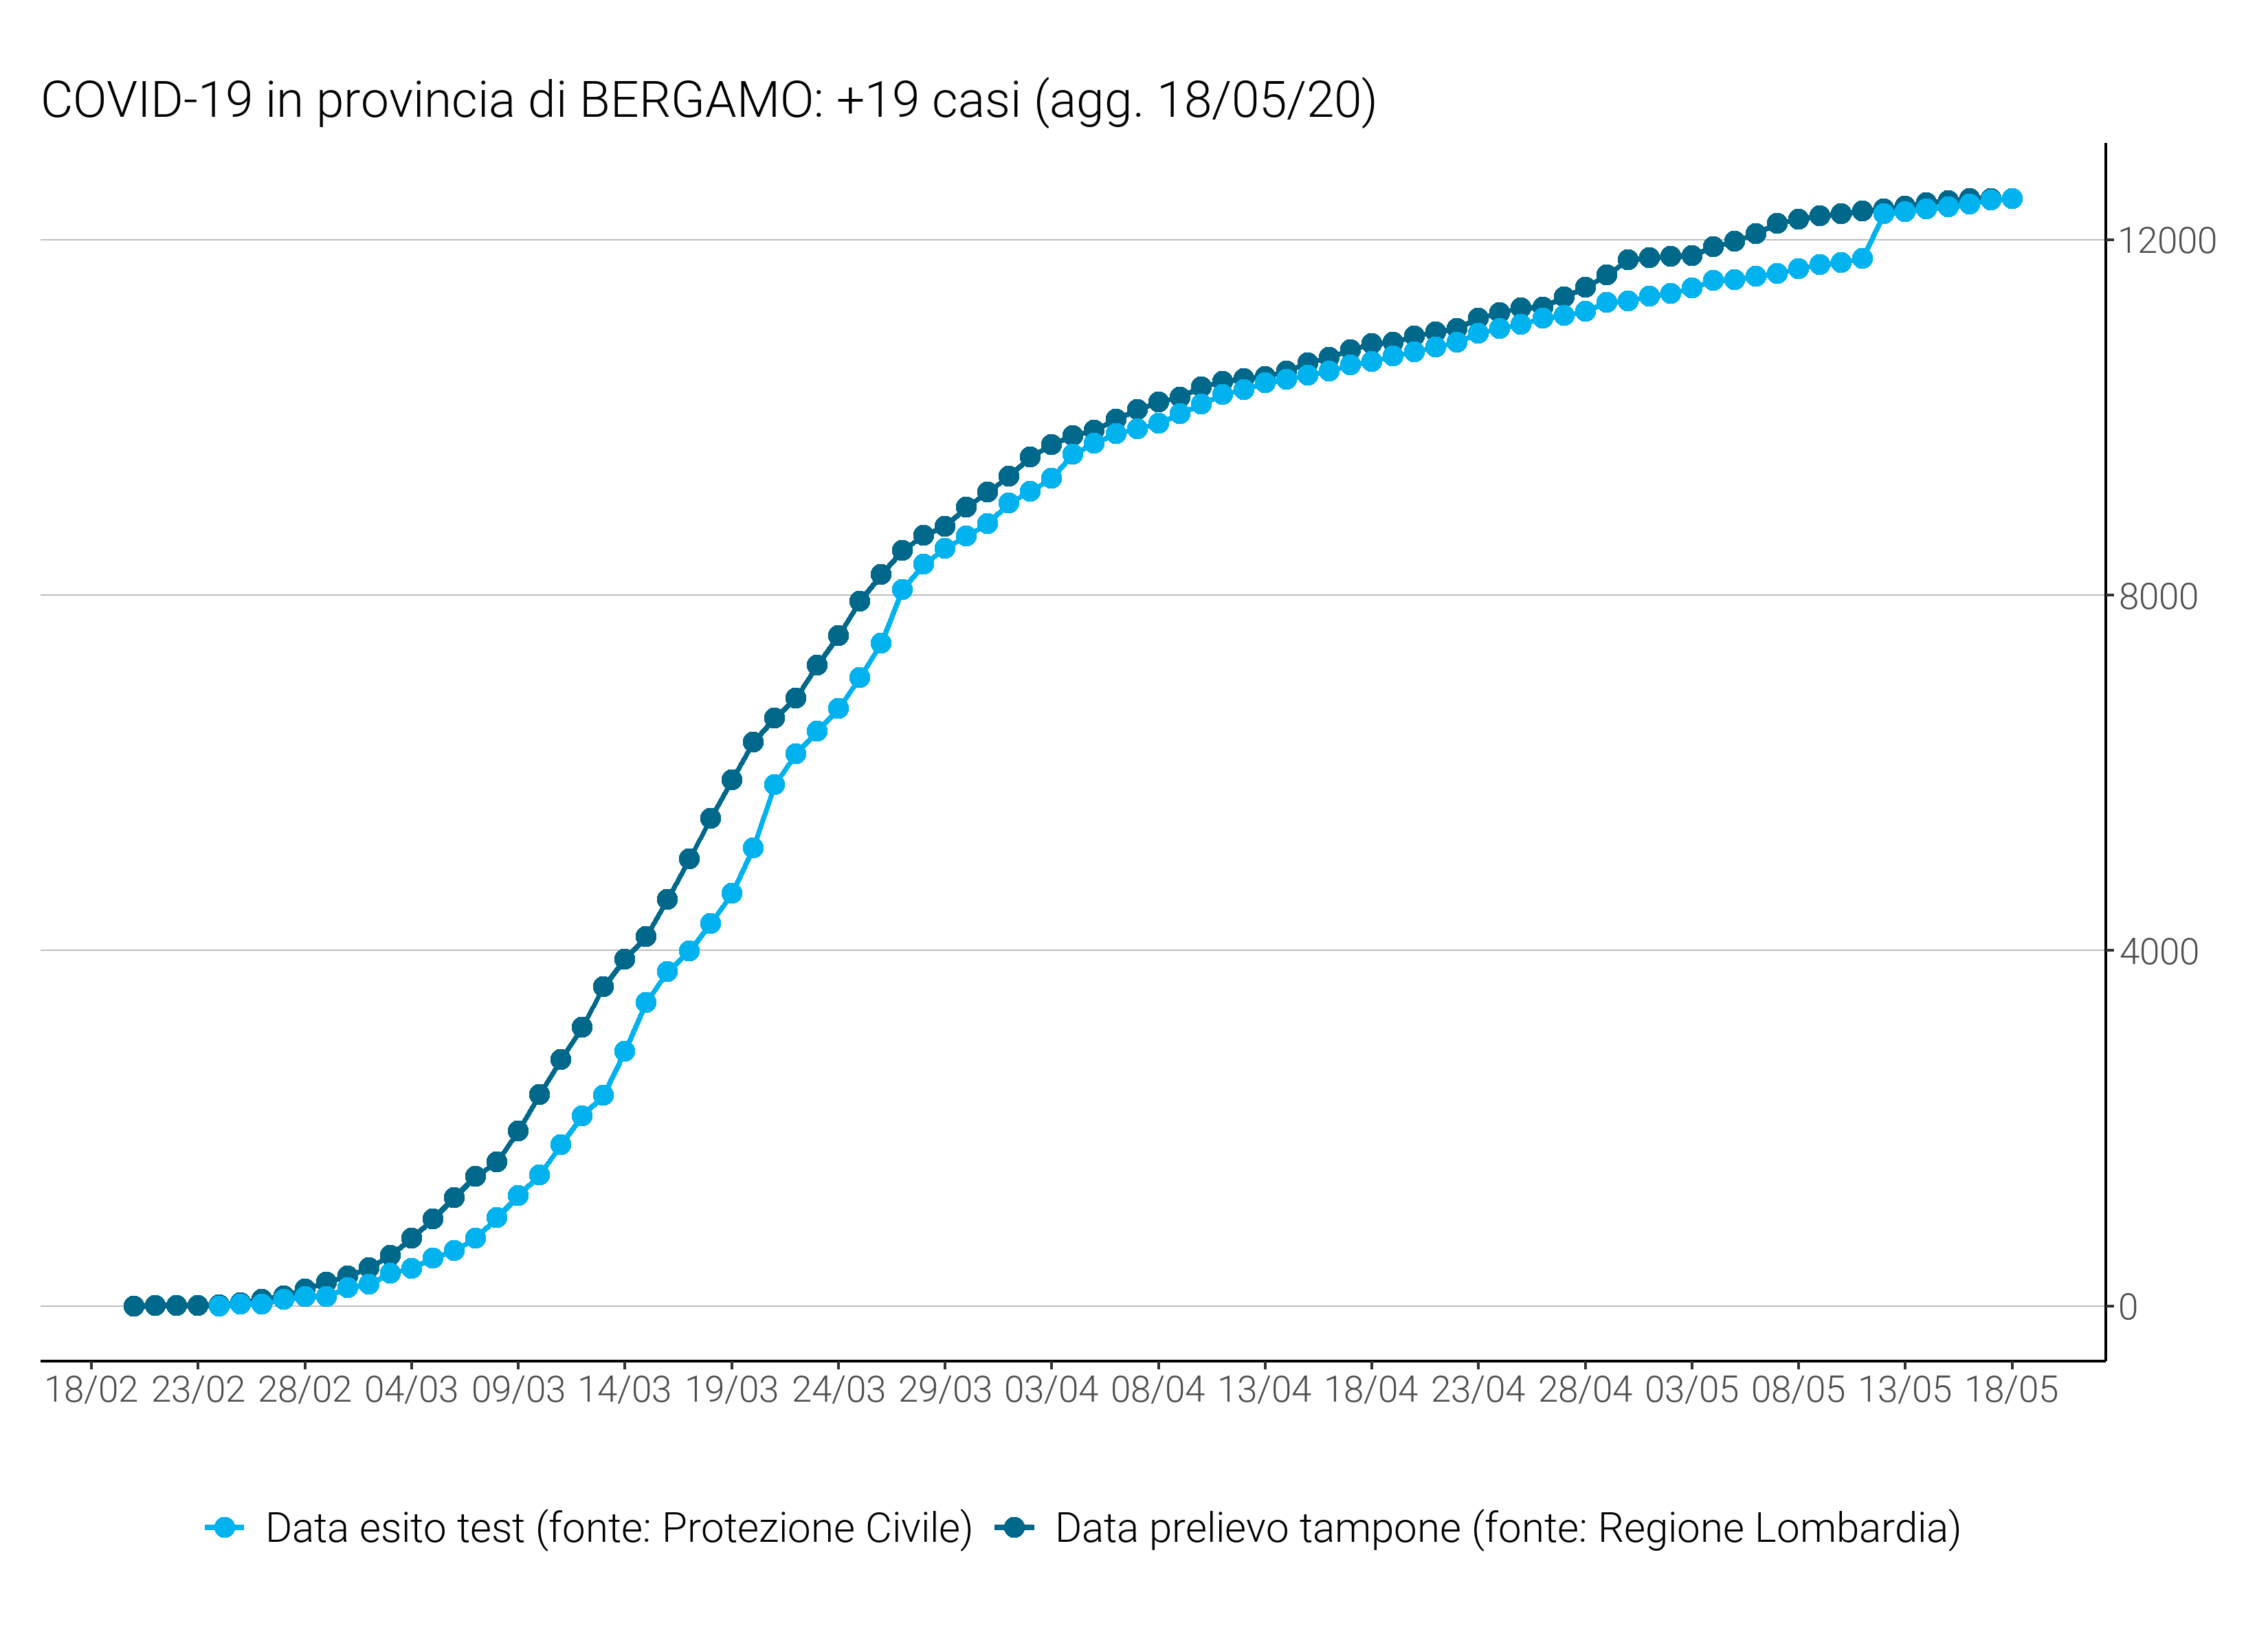 COVID-19 in provincia di BERGAMO: +19 casi (agg. 18/05/20)
12000
8000
4000
0
18/02 23/02 28/02 04/03 09/03 14/03 19/03 24/03 29/03 03/04 08/04 13/04 18/04 23/04 28/04 03/05 08/05 13/05 18/05
Data esito test (fonte: Protezione Civile) Data prelievo tampone (fonte: Regione Lombardia)